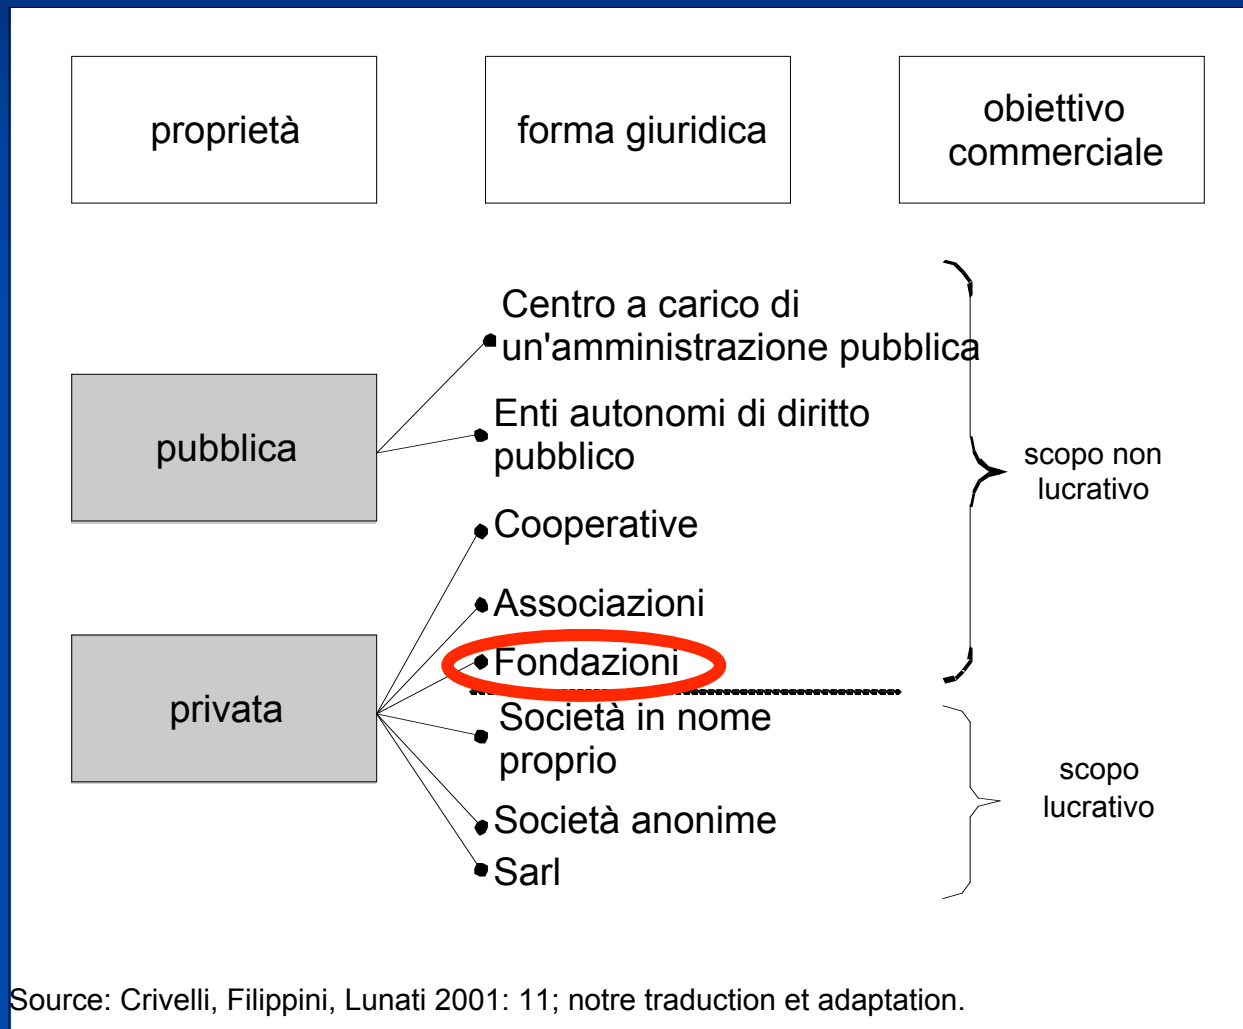 proprietà
forma giuridica
obiettivo
commerciale
Centro a carico di
un'amministrazione pubblica
pubblica
Enti autonomi di diritto
pubblico
scopo non
lucrativo
Cooperative
Associazioni
Fondazioni
privata
Società in nome
proprio
scopo
lucrativo
Società anonime
Sarl
Source: Crivelli, Filippini, Lunati 2001: 11; notre traduction et adaptation.